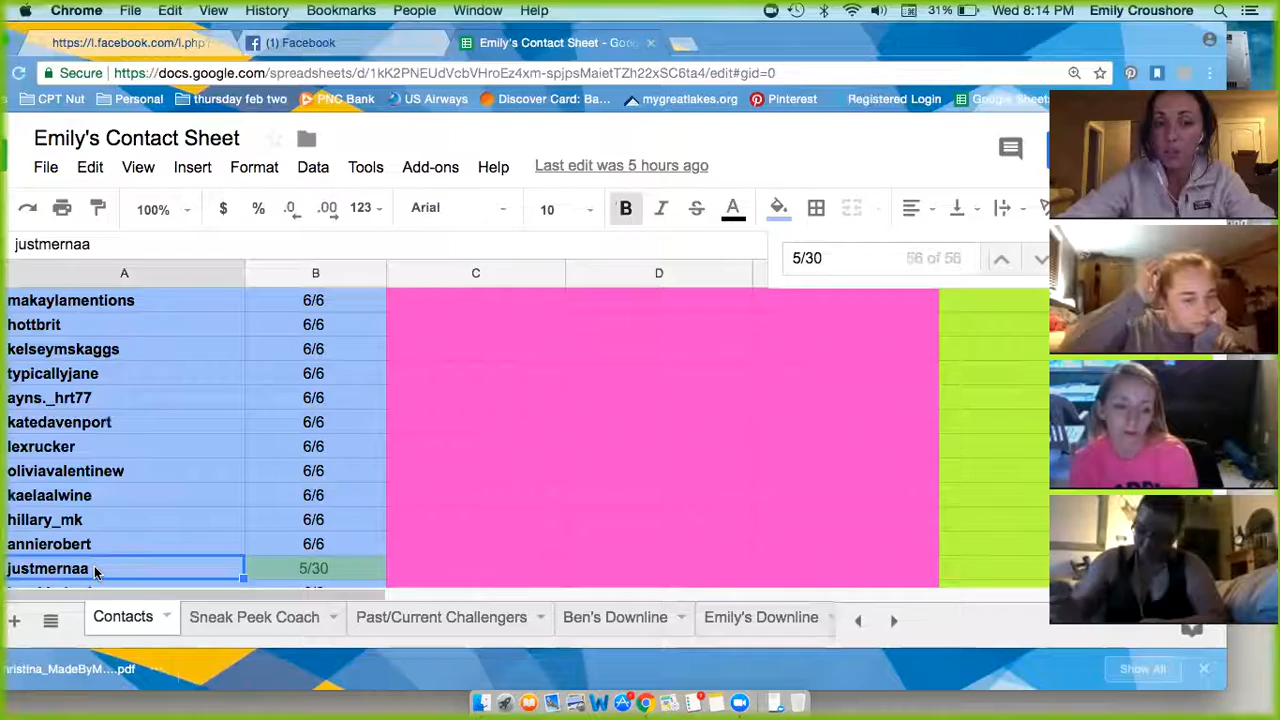 Chrome File Edit View History Bookmarks People Window Help 31% Wed 8:14 PM Emily Croushore
https://l.facebook.com/l.php? (1) Facebook Emily's Contact Sheet - Goo
Secure https://docs.google.com/spreadsheets/d/1kK2PNEUdVcbVHroEz4xm-spjpsMaietTZh22xSC6ta4/edit#gid=0
CPT Nut Personal thursday feb two PNC Bank US Airways Discover Card: Ba... mygreatlakes.org Pinterest Registered Login Google Sheets
Emily's Contact Sheet
File Edit View Insert Format Data Tools Add-ons Help Last edit was 5 hours ago
100% $ % .0 .00 123 Arial 10 B I S A
justmernaa
5/30 56 of 56
A B C D
makaylamentions 6/6
hottbrit 6/6
kelseymskaggs 6/6
typicallyjane 6/6
ayns._hrt77 6/6
katedavenport 6/6
lexrucker 6/6
oliviavalentinew 6/6
kaelaalwine 6/6
hillary_mk 6/6
annierobert 6/6
justmernaa 5/30
Contacts Sneak Peek Coach Past/Current Challengers Ben's Downline Emily's Downline
hristina_MadeByM....pdf Show All